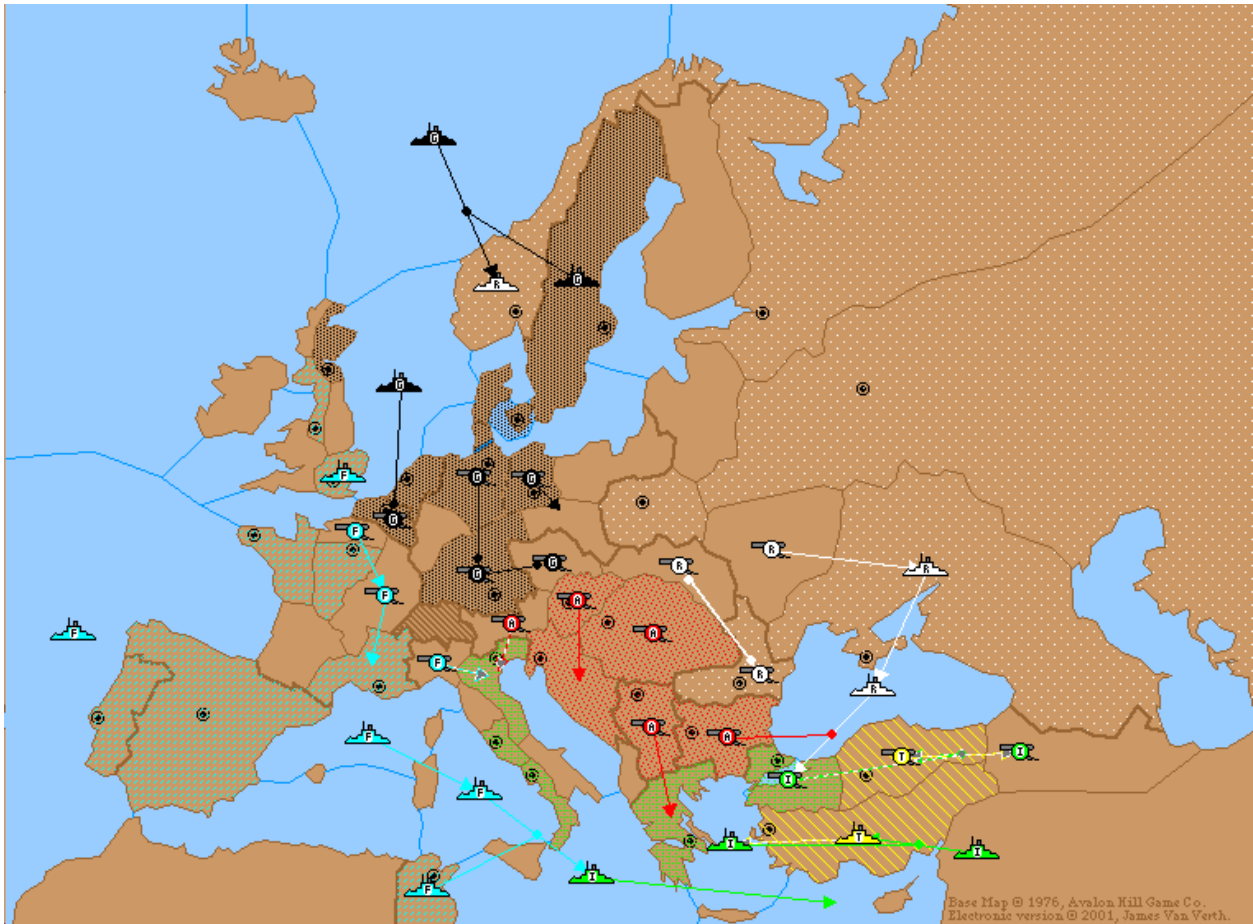 G
G
R
G
F
G
G
G
F
R
G
R
R
G
F
A
A
F
A
F
R
R
A
F
A
I
T
I
F
T
I
I
I
F
Base Map © 1976, Avalon Hill Game Co.
Electronic version © 2001, James Van Verth.